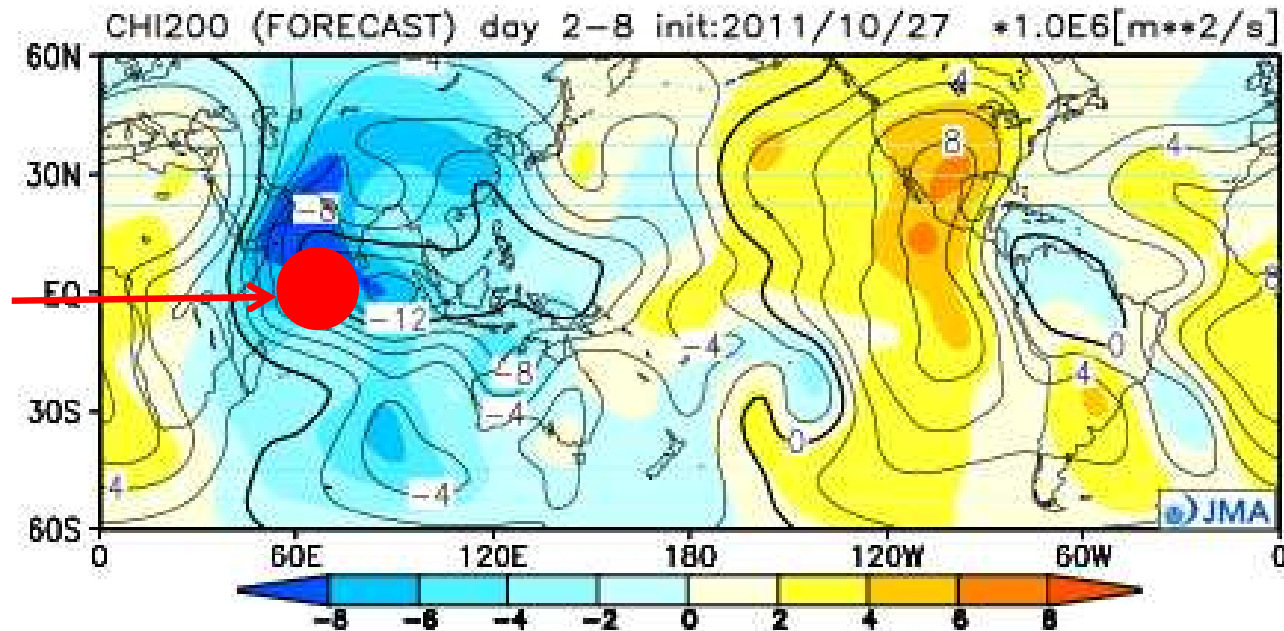 CHI200 (FORECAST) day 2-8 init:2011/10/27 *1.0E6[m**2/s]
60N
-4
4
8
30N
4
-8
EQ
8
-12
-4
0
-8
4
30S
-4
0
4
-4
JMA
60S
0 60E 120E 180 120W 60W 0
-8 -6 -4 -2 0 2 4 6 8